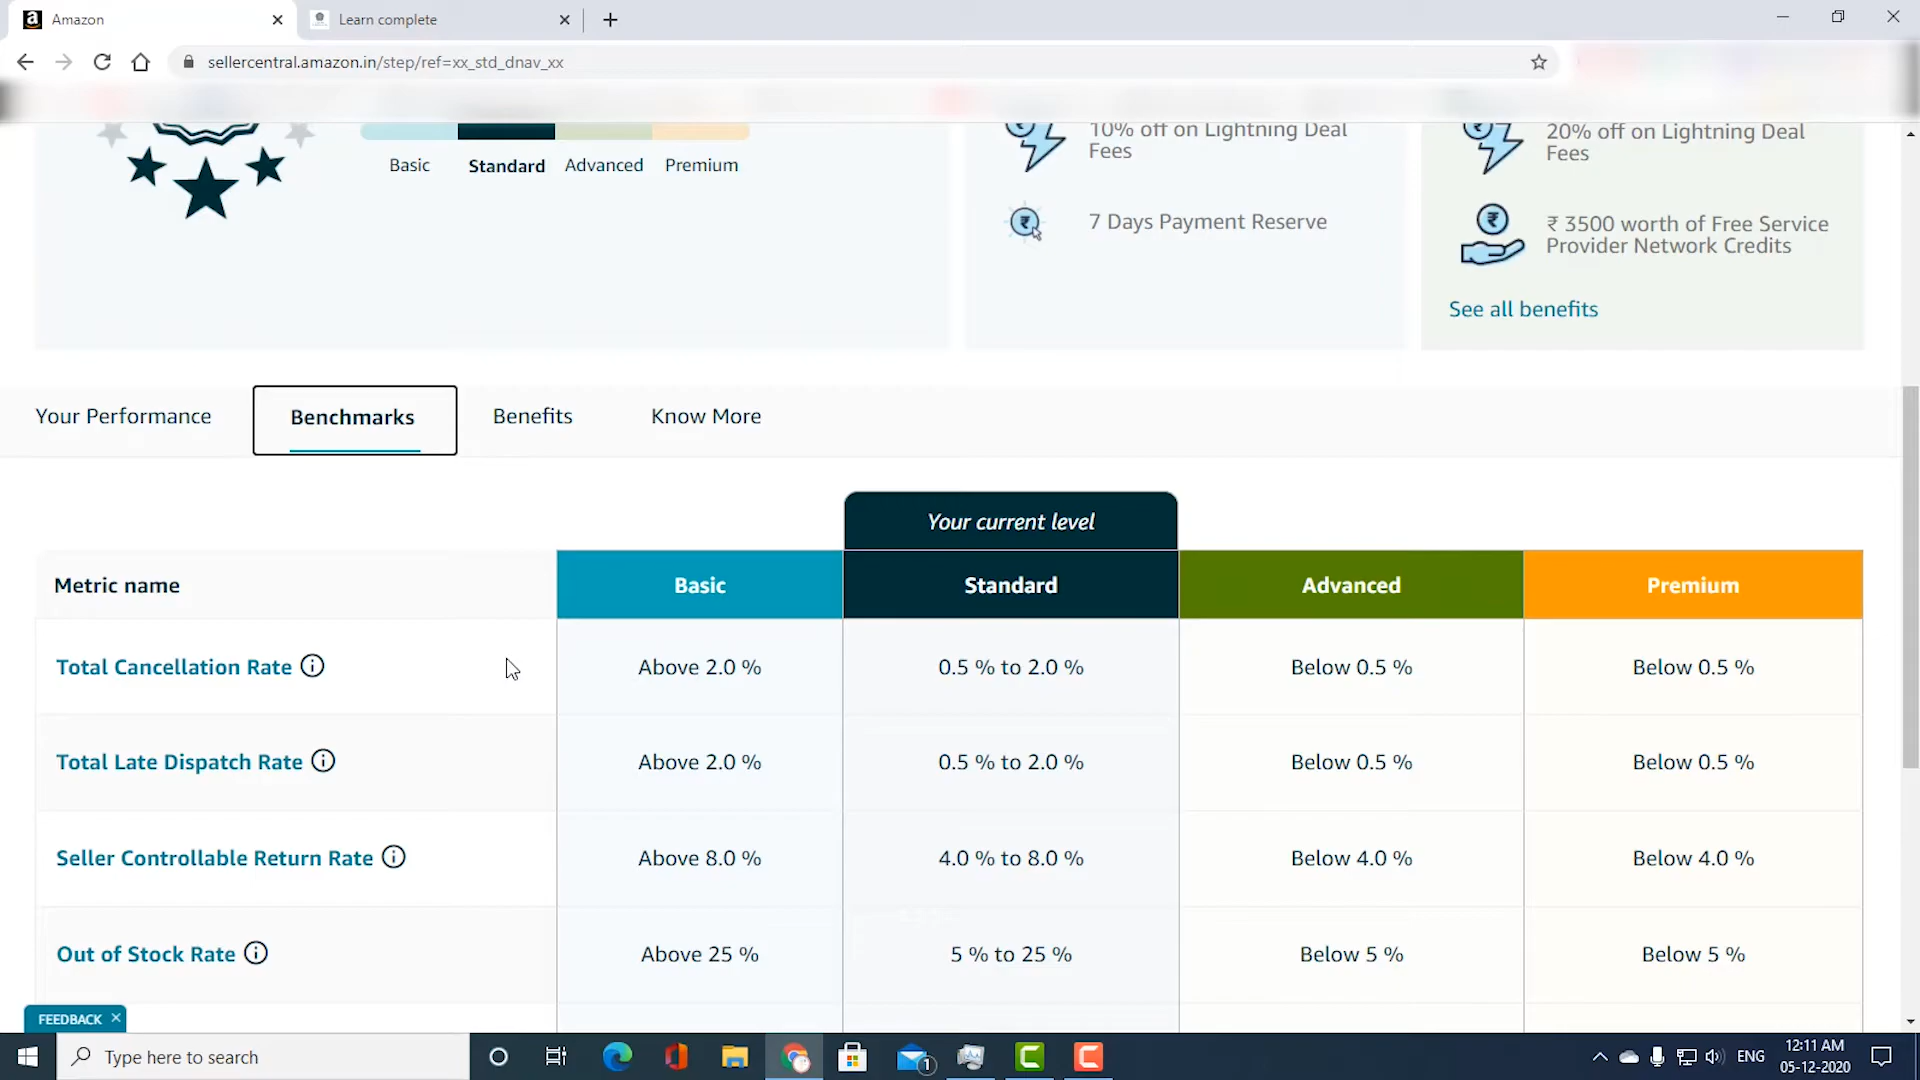 Amazon
Learn complete
sellercentral.amazon.in/step/ref=xx_std_dnav_xx
Basic Standard Advanced Premium
10% off on Lightning Deal
Fees
7 Days Payment Reserve
20% off on Lightning Deal
Fees
₹ 3500 worth of Free Service
Provider Network Credits
See all benefits
Your Performance Benchmarks Benefits Know More
Your current level
Metric name Basic Standard Advanced Premium
Total Cancellation Rate Above 2.0 % 0.5 % to 2.0 % Below 0.5 % Below 0.5 %
Total Late Dispatch Rate Above 2.0 % 0.5 % to 2.0 % Below 0.5 % Below 0.5 %
Seller Controllable Return Rate Above 8.0 % 4.0 % to 8.0 % Below 4.0 % Below 4.0 %
Out of Stock Rate Above 25 % 5 % to 25 % Below 5 % Below 5 %
FEEDBACK
Type here to search
1
ENG
12:11 AM
05-12-2020